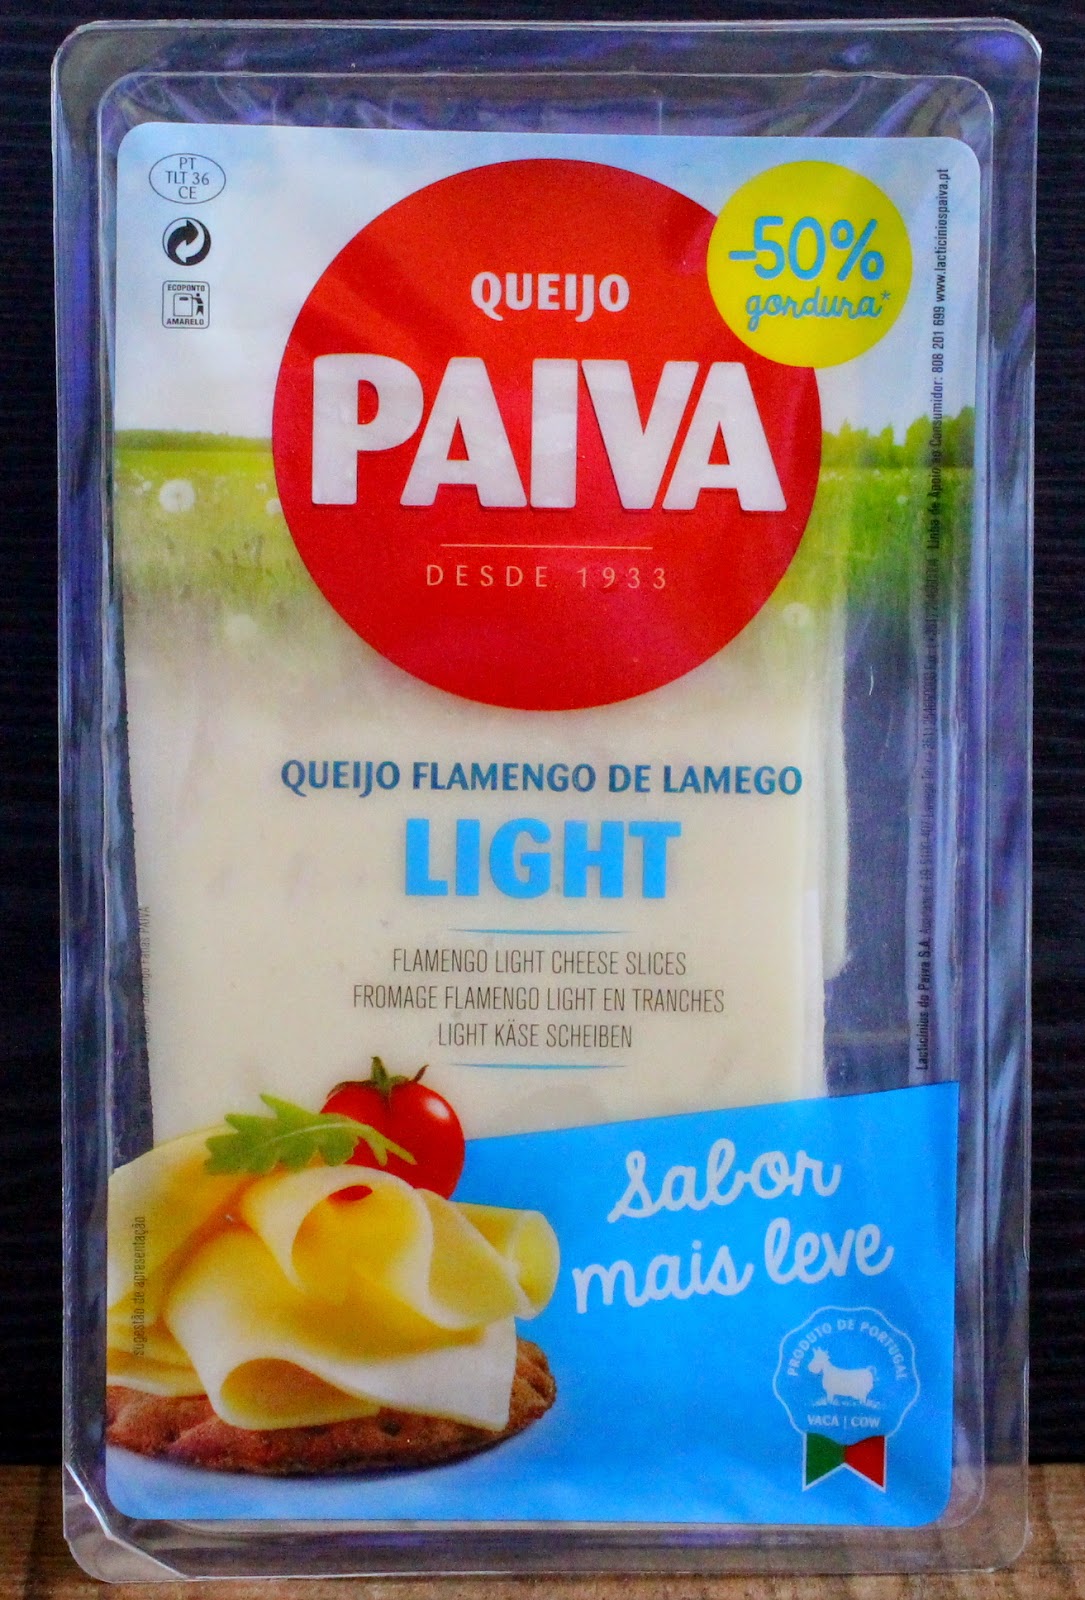 PT
TLT 36
CE
ECOPONTO
AMARELO
QUEIJO
PAIVA
DESDE 1933
-50%
gordura*
QUEIJO FLAMENGO DE LAMEGO
LIGHT
FLAMENGO LIGHT CHEESE SLICES
FROMAGE FLAMENGO LIGHT EN TRANCHES
LIGHT KÄSE SCHEIBEN
sabor
mais leve
PRODUTO DE PORTUGAL
VACA | COW
sugestão de apresentação
Lacticínios do Paiva S.A. Linha de Apoio ao Consumidor: 808 201 699 www.lacticiniospaiva.pt